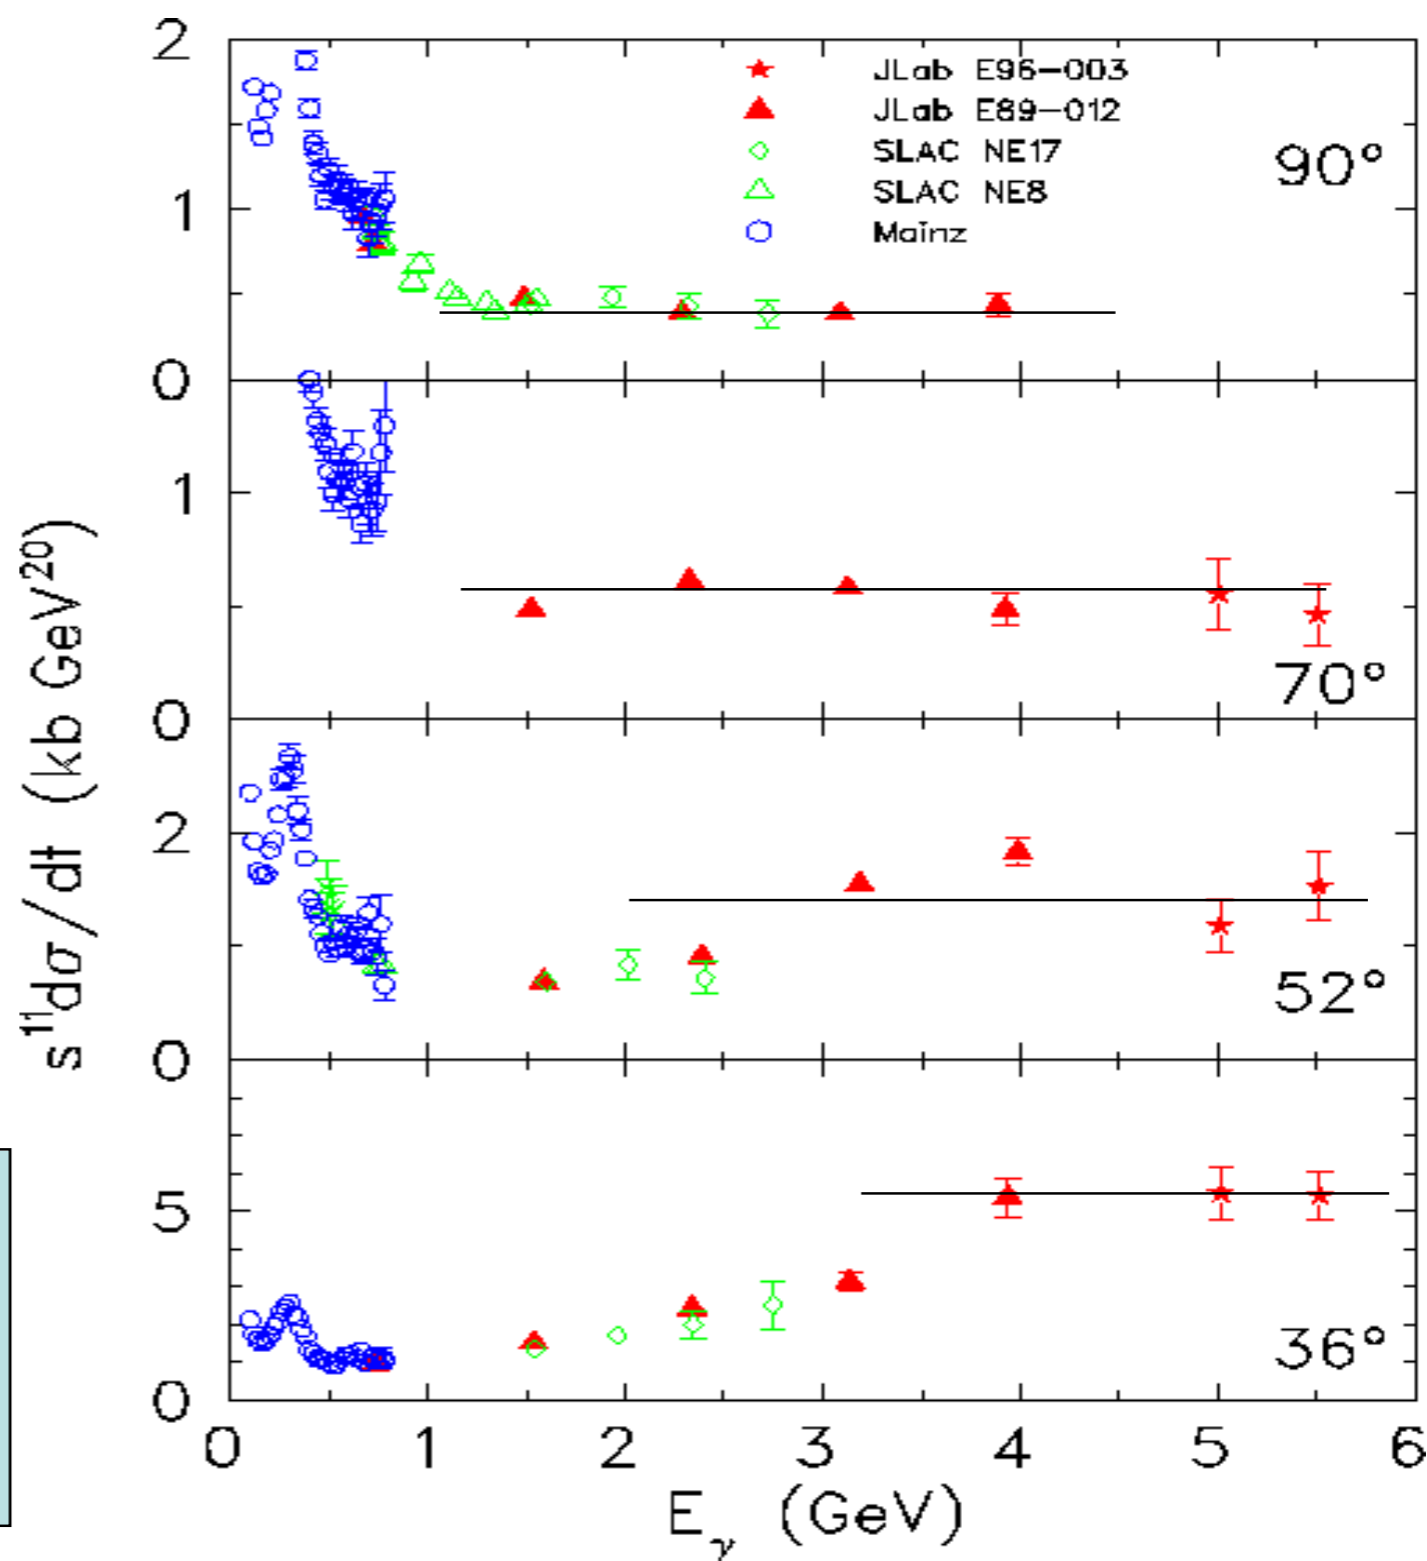 2
JLab E96-003
JLab E89-012
SLAC NE17
SLAC NE8
Mainz
90°
1
0
1
70°
0
2
52°
0
5
36°
0
0 1 2 3 4 5 6
E_γ (GeV)
s¹¹dσ/dt (kb GeV²⁰)